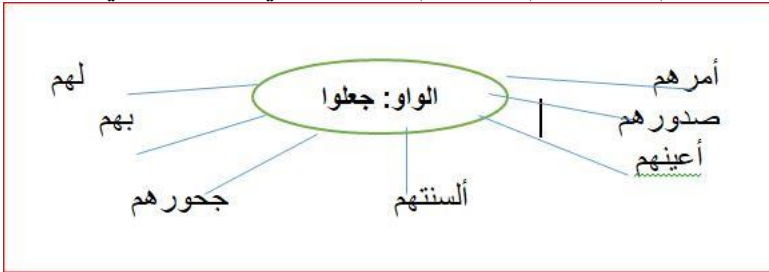 أمرهم
صدورهم
أعينهم
الواو: جعلوا
لهم
بهم
ألسنتهم
جحورهم